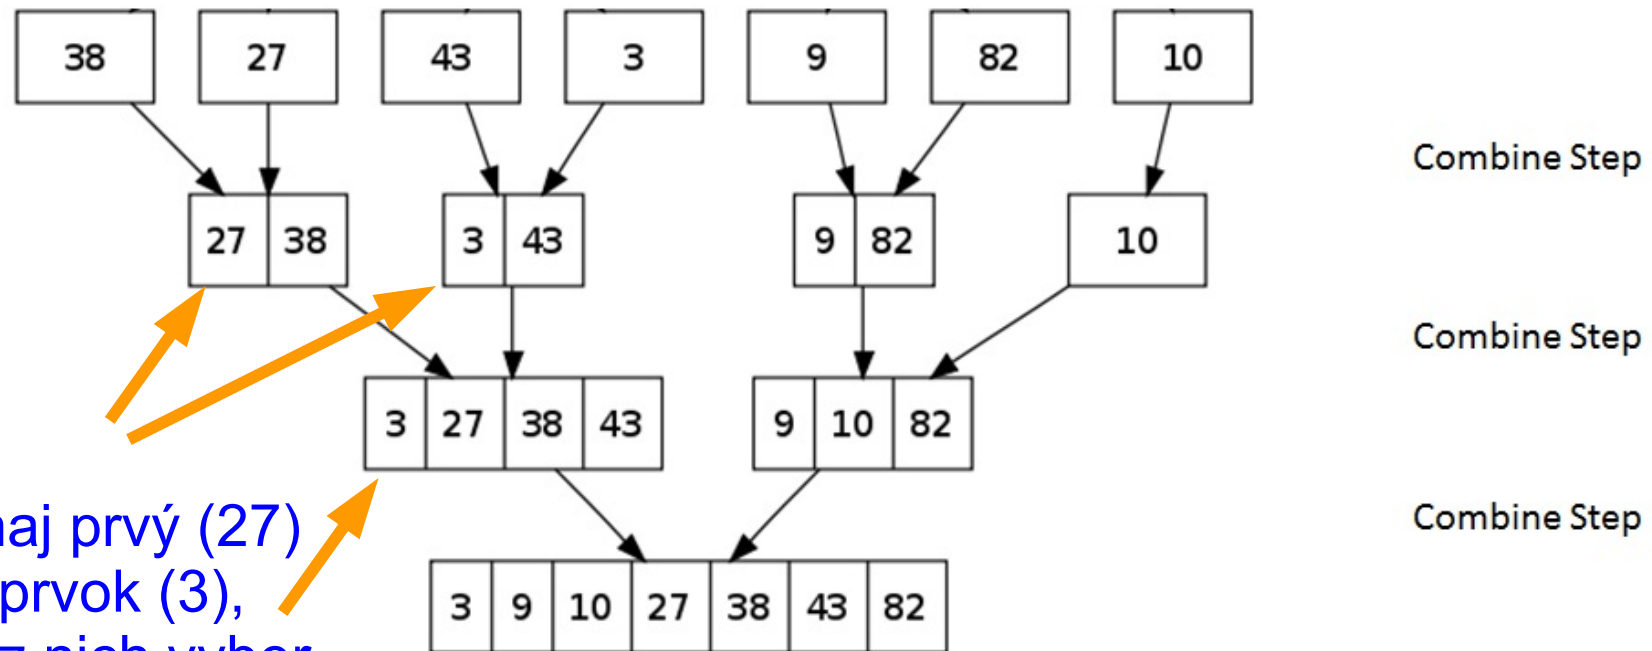 38 27 43 3 9 82 10
Combine Step
27 38 3 43 9 82 10
Combine Step
3 27 38 43 9 10 82
Combine Step
prvý (27)
prvok (3),
z nich vyber
3 9 10 27 38 43 82